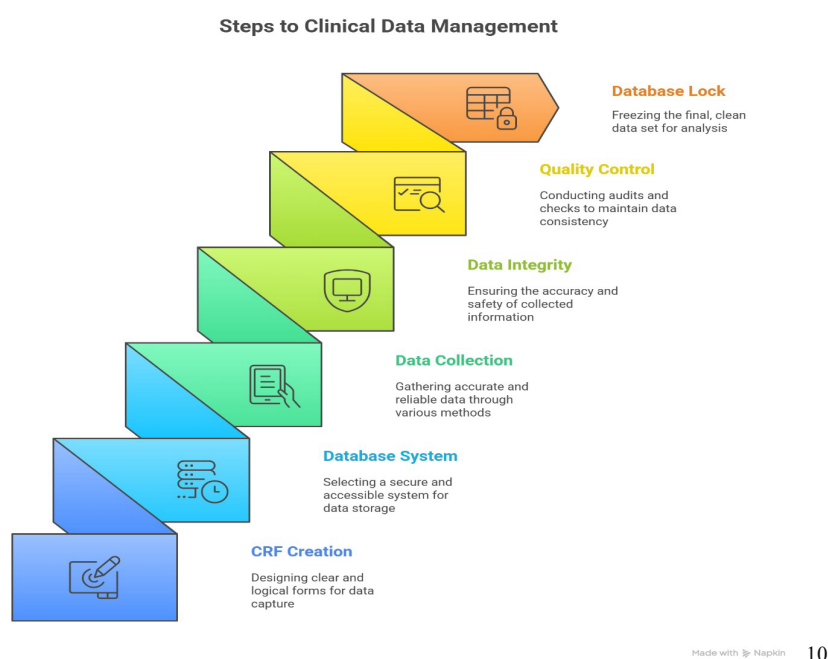 Steps to Clinical Data Management
Database Lock
Freezing the final, clean
data set for analysis
Quality Control
Conducting audits and
checks to maintain data
consistency
Data Integrity
Ensuring the accuracy and
safety of collected
information
Data Collection
Gathering accurate and
reliable data through
various methods
Database System
Selecting a secure and
accessible system for
data storage
CRF Creation
Designing clear and
logical forms for data
capture
Made with Napkin
10